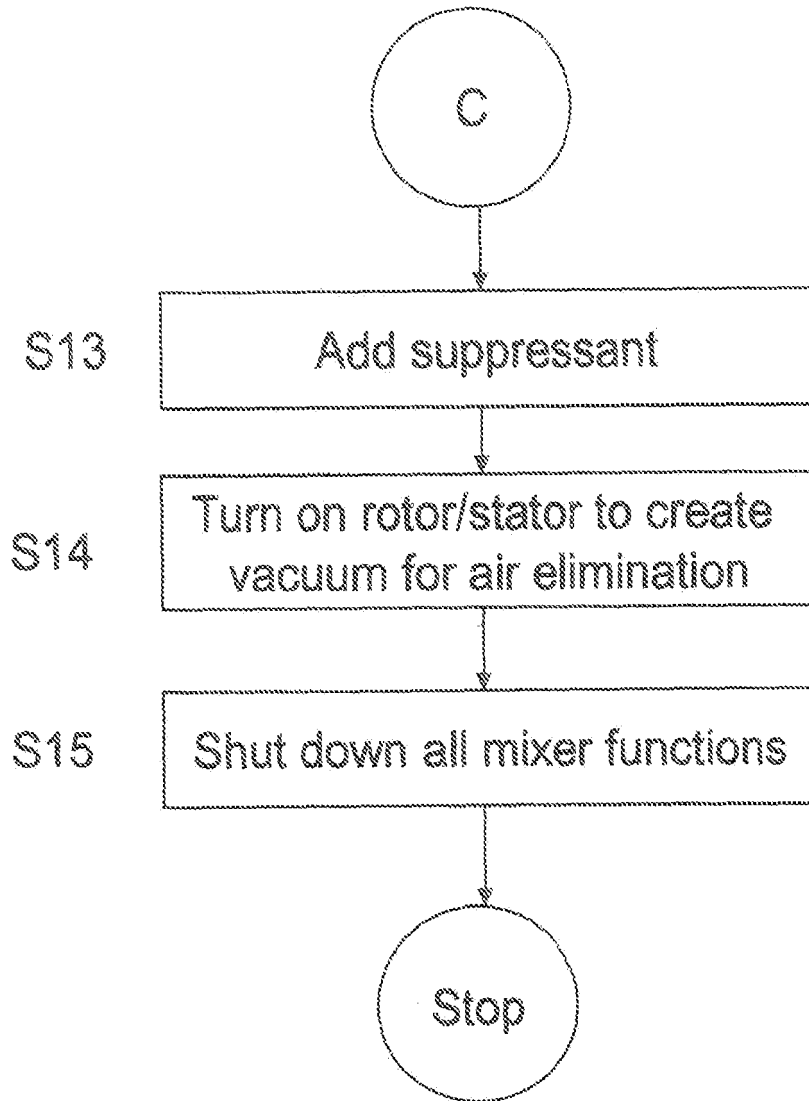 C
S13
Add suppressant
S14
Turn on rotor/stator to create
vacuum for air elimination
S15
Shut down all mixer functions
Stop